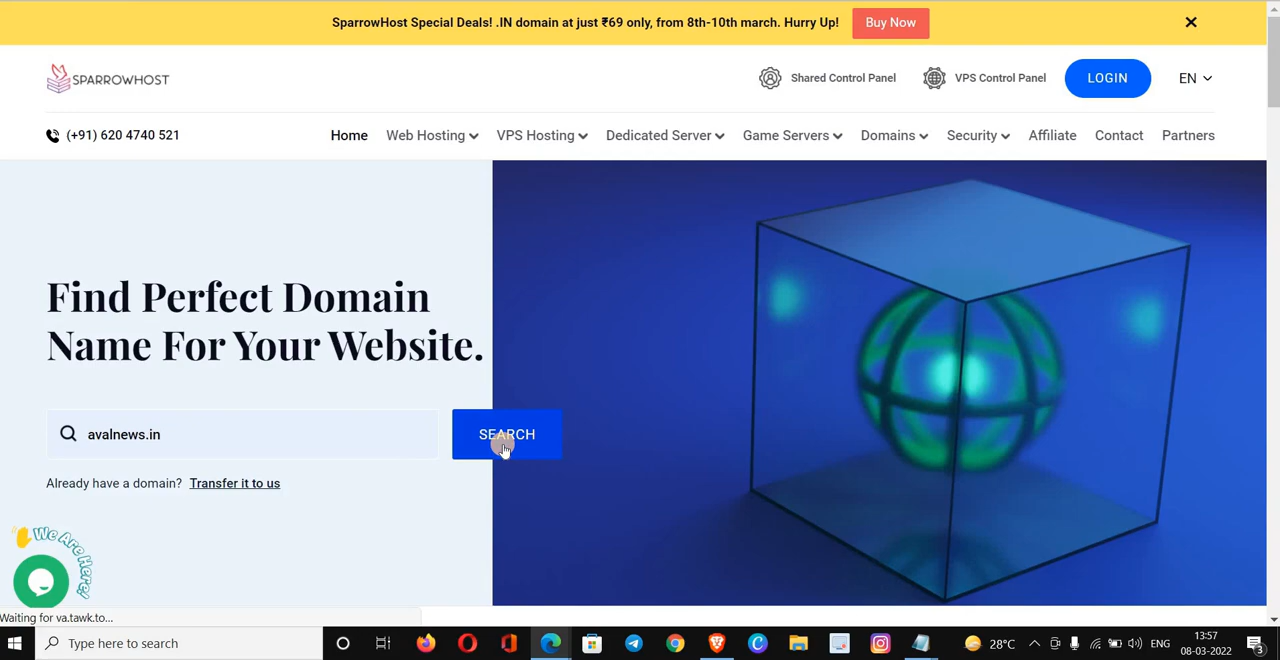 SparrowHost Special Deals! .IN domain at just ₹69 only, from 8th-10th march. Hurry Up! Buy Now
SPARROWHOST
Shared Control Panel VPS Control Panel LOGIN EN
(+91) 620 4740 521 Home Web Hosting VPS Hosting Dedicated Server Game Servers Domains Security Affiliate Contact Partners
Find Perfect Domain
Name For Your Website.
avalnews.in SEARCH
Already have a domain? Transfer it to us
We Are Here!
Waiting for va.tawk.to...
Type here to search 28°C ENG 13:57
08-03-2022
3